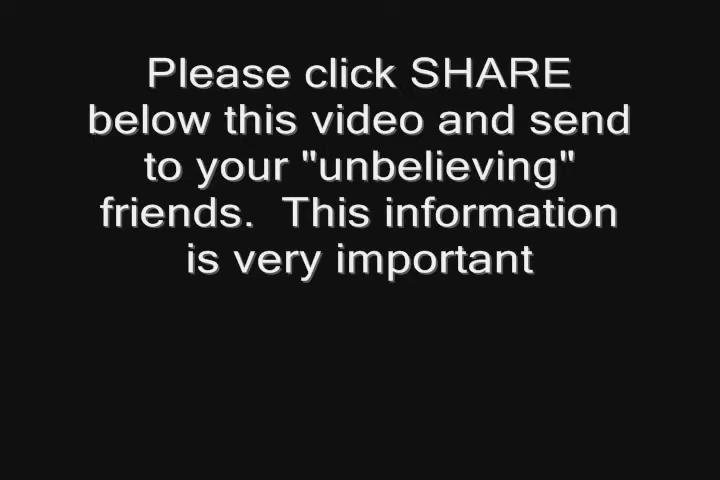 Please click SHARE
below this video and send
to your "unbelieving"
friends.  This information
is very important